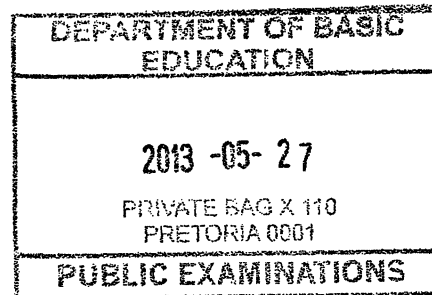 DEPARTMENT OF BASIC
EDUCATION
2013 -05- 27
PRIVATE BAG X 110
PRETORIA 0001
PUBLIC EXAMINATIONS